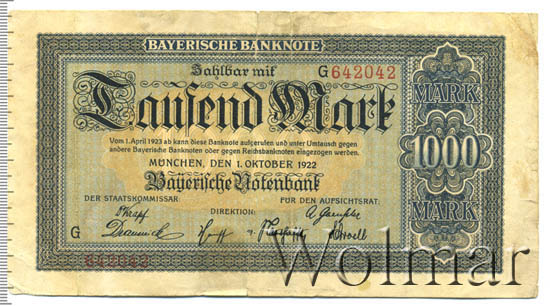 BAYERISCHE BANKNOTE
Zahlbar mit G642042
Tausend Mark
Vom 1. April 1923 ab kann diese Banknote aufgerufen und unter Umtausch gegen
andere Bayerische Banknoten oder gegen Reichsbanknoten eingezogen werden.
MÜNCHEN, DEN 1. OKTOBER 1922
Bayerische Notenbank
DER STAATSKOMMISSAR: DIREKTION: FÜR DEN AUFSICHTSRAT:
G
642042
MARK
1000
MARK
Wolmar